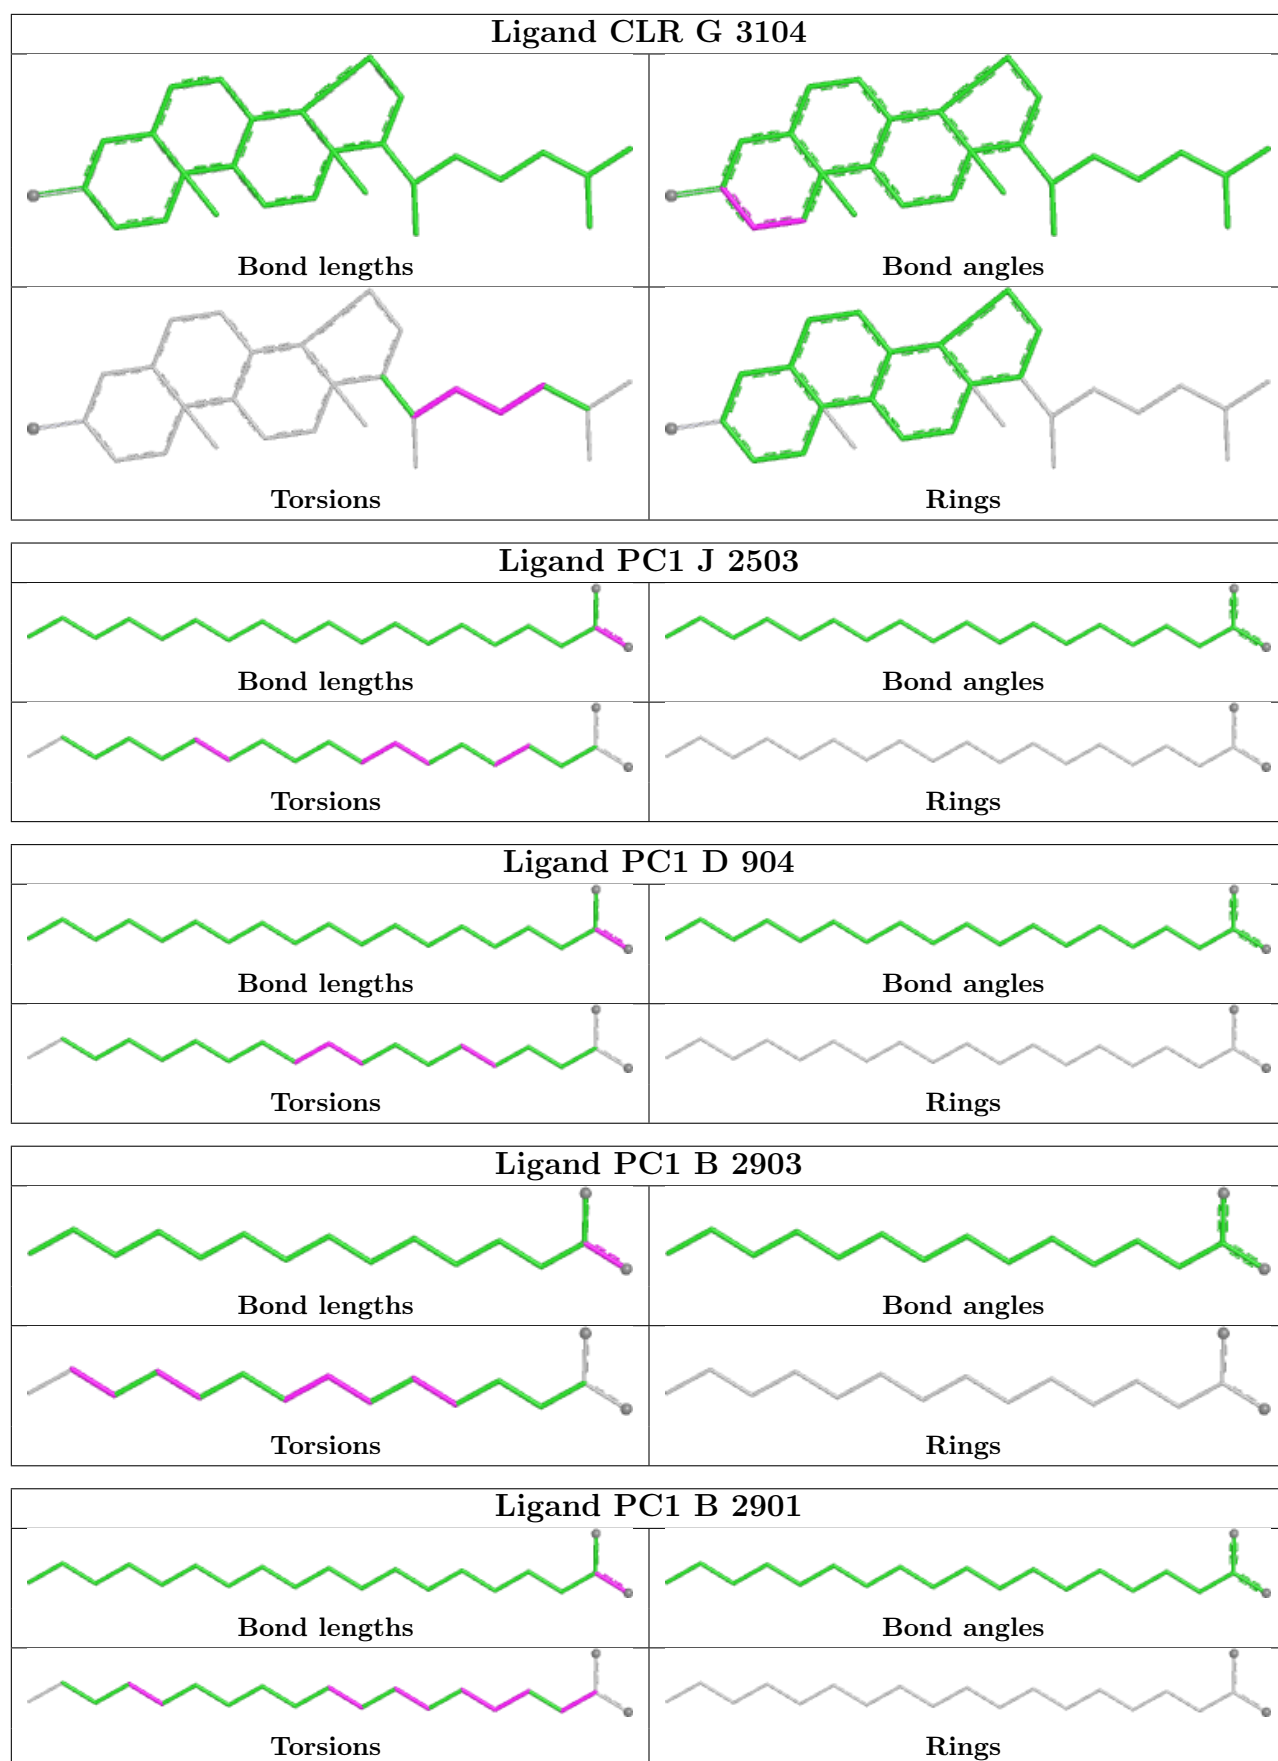 Ligand CLR G 3104
Bond lengths
Bond angles
Torsions
Rings
Ligand PC1 J 2503
Bond lengths
Bond angles
Torsions
Rings
Ligand PC1 D 904
Bond lengths
Bond angles
Torsions
Rings
Ligand PC1 B 2903
Bond lengths
Bond angles
Torsions
Rings
Ligand PC1 B 2901
Bond lengths
Bond angles
Torsions
Rings